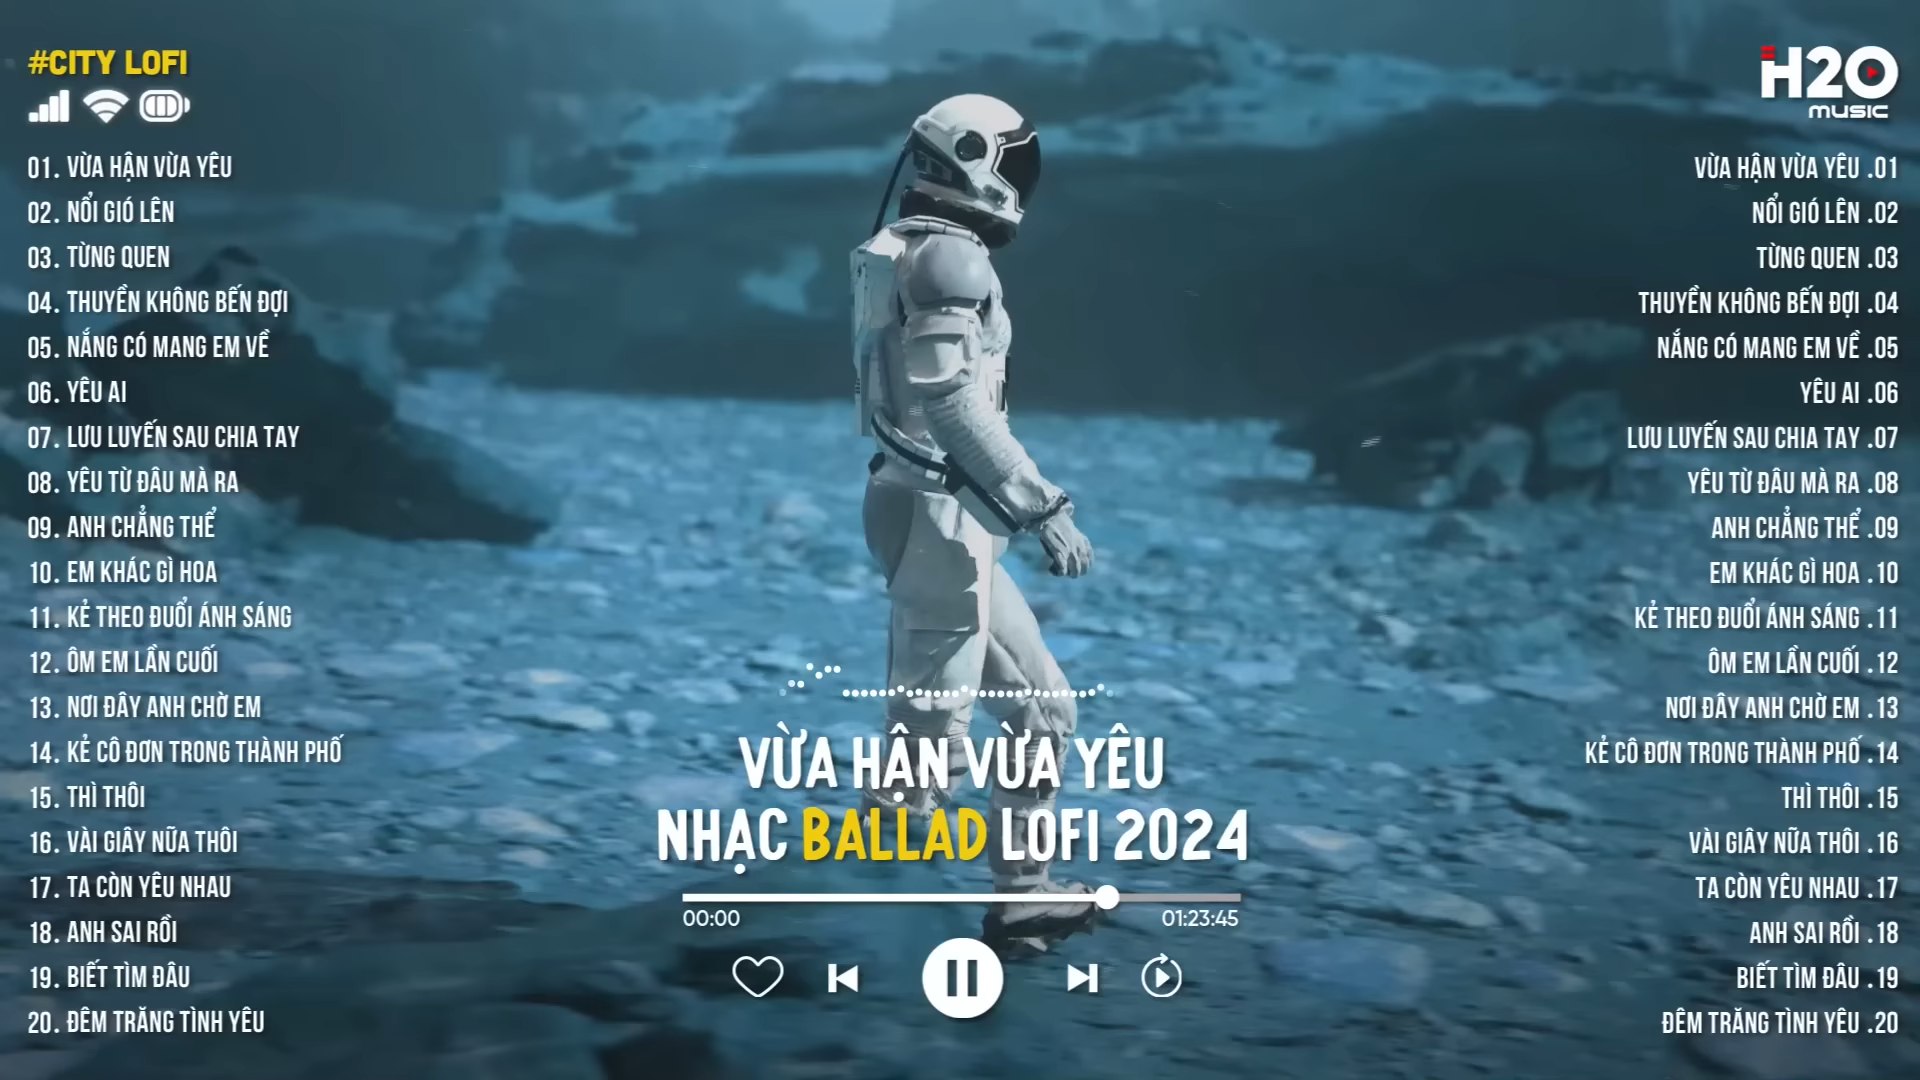 #CITY LOFI
01. VỪA HẬN VỪA YÊU
02. NỔI GIÓ LÊN
03. TỪNG QUEN
04. THUYỀN KHÔNG BẾN ĐỢI
05. NẮNG CÓ MANG EM VỀ
06. YÊU AI
07. LƯU LUYẾN SAU CHIA TAY
08. YÊU TỪ ĐÂU MÀ RA
09. ANH CHẲNG THỂ
10. EM KHÁC GÌ HOA
11. KẺ THEO ĐUỔI ÁNH SÁNG
12. ÔM EM LẦN CUỐI
13. NƠI ĐÂY ANH CHỜ EM
14. KẺ CÔ ĐƠN TRONG THÀNH PHỐ
15. THÌ THÔI
16. VÀI GIÂY NỮA THÔI
17. TA CÒN YÊU NHAU
18. ANH SAI RỒI
19. BIẾT TÌM ĐÂU
20. ĐÊM TRĂNG TÌNH YÊU
VỪA HẬN VỪA YÊU
NHẠC BALLAD LOFI 2024
00:00 01:23:45
H2O
MUSIC
VỪA HẬN VỪA YÊU .01
NỔI GIÓ LÊN .02
TỪNG QUEN .03
THUYỀN KHÔNG BẾN ĐỢI .04
NẮNG CÓ MANG EM VỀ .05
YÊU AI .06
LƯU LUYẾN SAU CHIA TAY .07
YÊU TỪ ĐÂU MÀ RA .08
ANH CHẲNG THỂ .09
EM KHÁC GÌ HOA .10
KẺ THEO ĐUỔI ÁNH SÁNG .11
ÔM EM LẦN CUỐI .12
NƠI ĐÂY ANH CHỜ EM .13
KẺ CÔ ĐƠN TRONG THÀNH PHỐ .14
THÌ THÔI .15
VÀI GIÂY NỮA THÔI .16
TA CÒN YÊU NHAU .17
ANH SAI RỒI .18
BIẾT TÌM ĐÂU .19
ĐÊM TRĂNG TÌNH YÊU .20